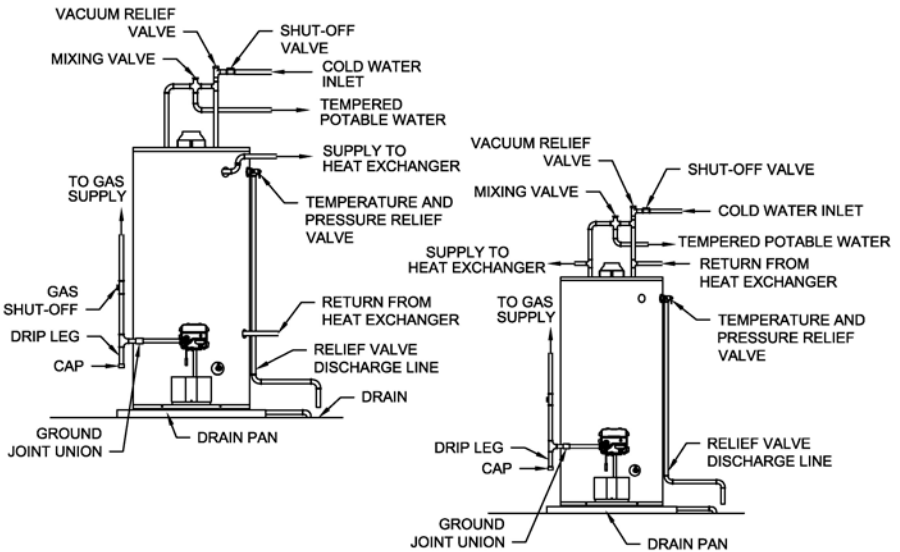 VACUUM RELIEF
VALVE
SHUT-OFF
VALVE
MIXING VALVE
COLD WATER
INLET
TEMPERED
POTABLE WATER
SUPPLY TO
HEAT EXCHANGER
TO GAS
SUPPLY
TEMPERATURE AND
PRESSURE RELIEF
VALVE
GAS
SHUT-OFF
RETURN FROM
HEAT EXCHANGER
DRIP LEG
RELIEF VALVE
DISCHARGE LINE
CAP
DRAIN
GROUND
JOINT UNION
DRAIN PAN
VACUUM RELIEF
VALVE
SHUT-OFF VALVE
MIXING VALVE
COLD WATER INLET
TEMPERED POTABLE WATER
SUPPLY TO
HEAT EXCHANGER
RETURN FROM
HEAT EXCHANGER
TO GAS
SUPPLY
TEMPERATURE AND
PRESSURE RELIEF
VALVE
DRIP LEG
CAP
RELIEF VALVE
DISCHARGE LINE
GROUND
JOINT UNION
DRAIN PAN